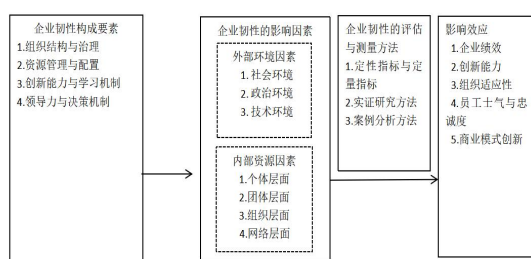 企业韧性构成要素
1.组织结构与治理
2.资源管理与配置
3.创新能力与学习机制
4.领导力与决策机制
企业韧性的影响因素
外部环境因素
1. 社会环境
2. 政治环境
3. 技术环境
内部资源因素
1.个体层面
2.团体层面
3.组织层面
4.网络层面
企业韧性的评估
与测量方法
1.定性指标与定
量指标
2.实证研究方法
3.案例分析方法
影响效应
1.企业绩效
2.创新能力
3.组织适应性
4.员工士气与忠
诚度
5.商业模式创新